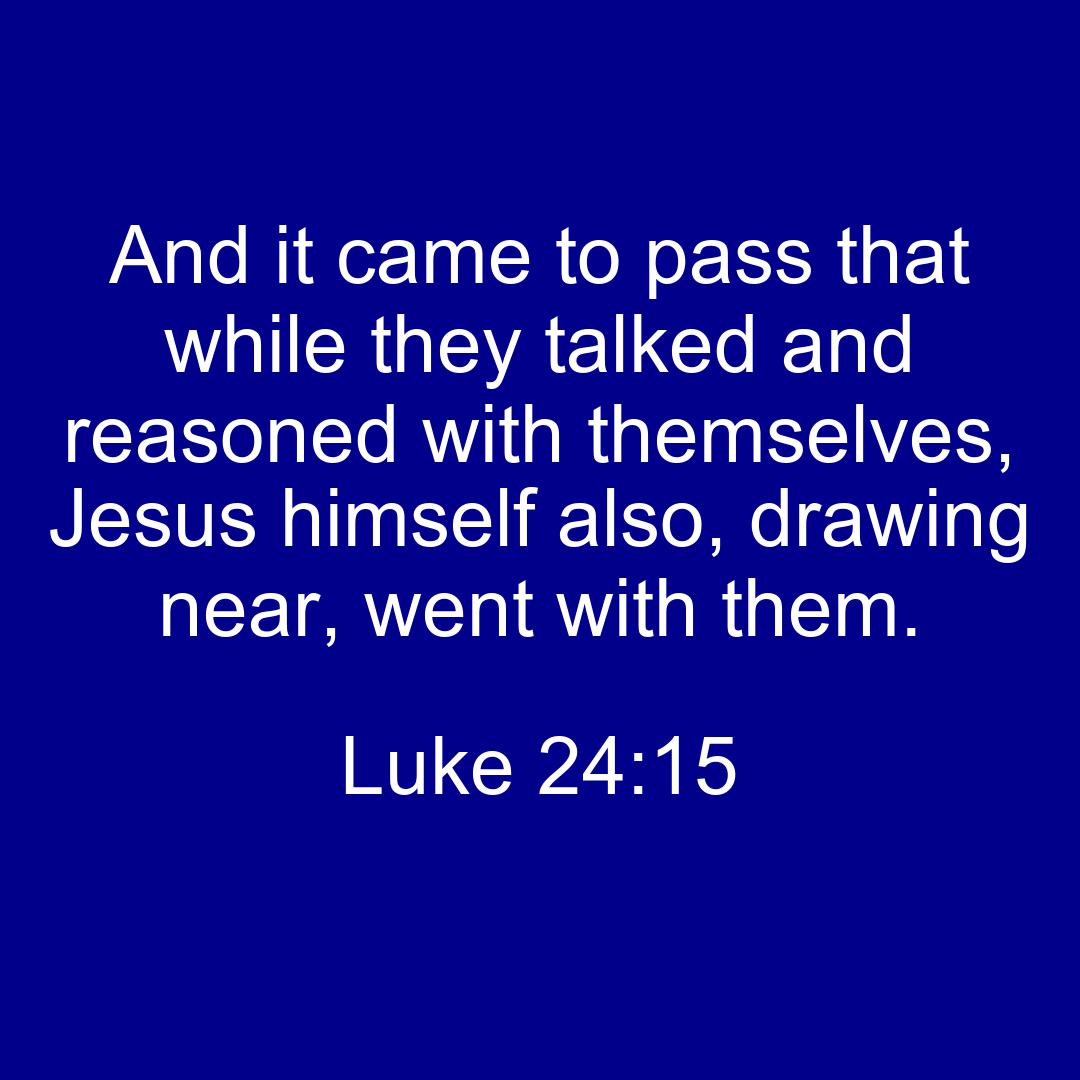 And it came to pass that
while they talked and
reasoned with themselves,
Jesus himself also, drawing
near, went with them.
Luke 24:15